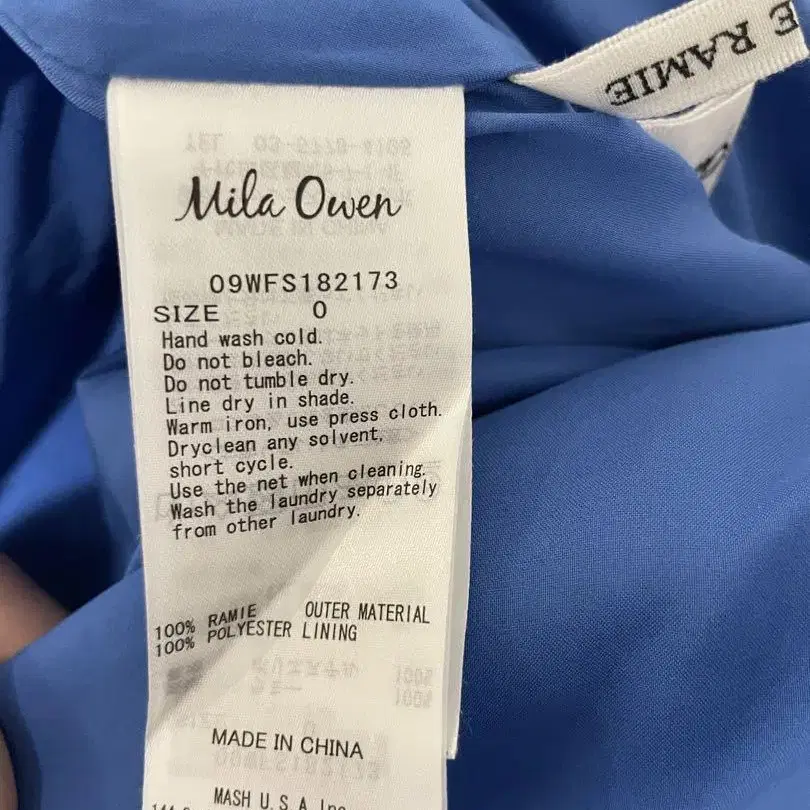 E RAMIE
Mila Owen
09WFS182173
SIZE 0
Hand wash cold.
Do not bleach.
Do not tumble dry.
Line dry in shade.
Warm iron, use press cloth.
Dryclean any solvent,
short cycle.
Use the net when cleaning.
Wash the laundry separately
from other laundry.
100% RAMIE OUTER MATERIAL
100% POLYESTER LINING
MADE IN CHINA
MASH U.S.A. Inc